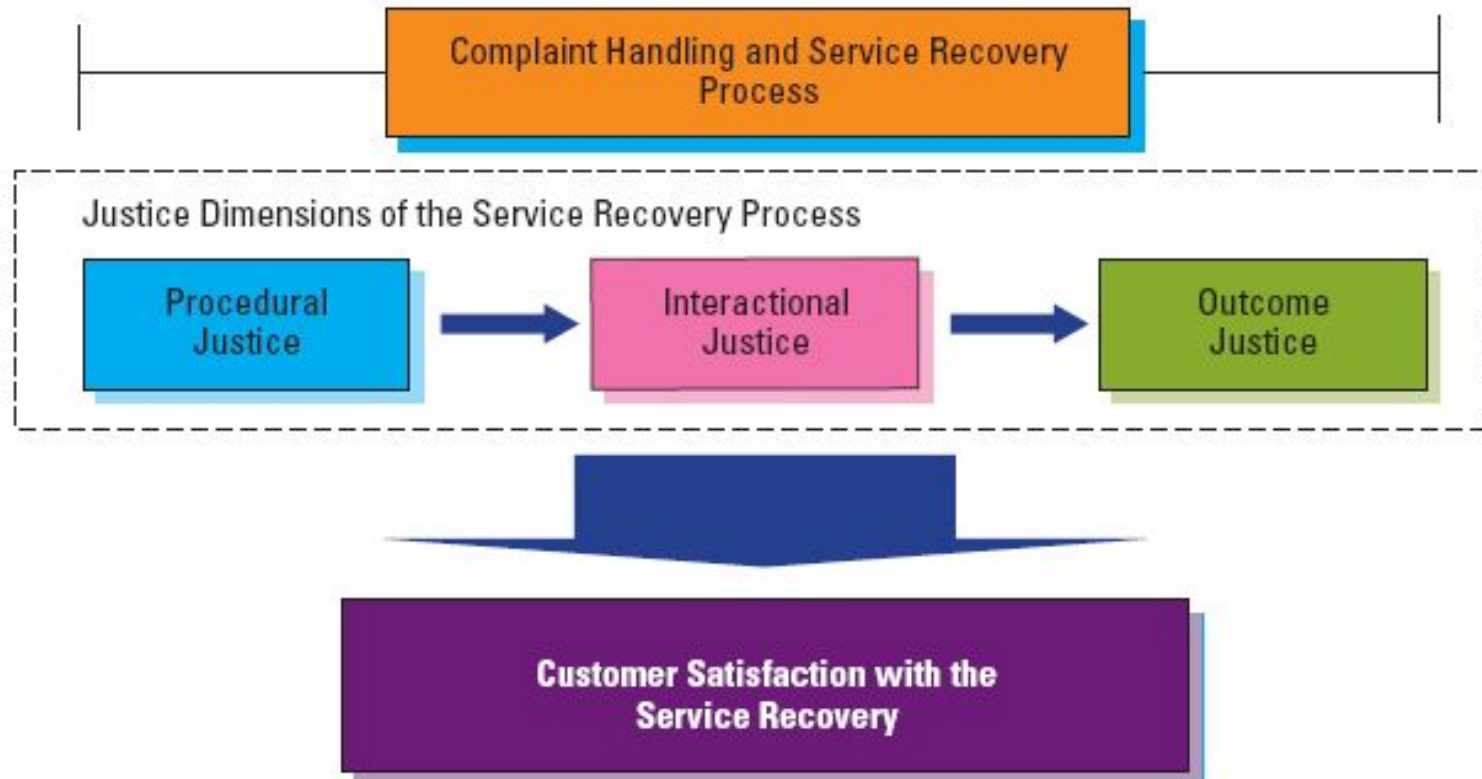 Complaint Handling and Service Recovery
Process
Justice Dimensions of the Service Recovery Process
Procedural
Justice
Interactional
Justice
Outcome
Justice
Customer Satisfaction with the
Service Recovery